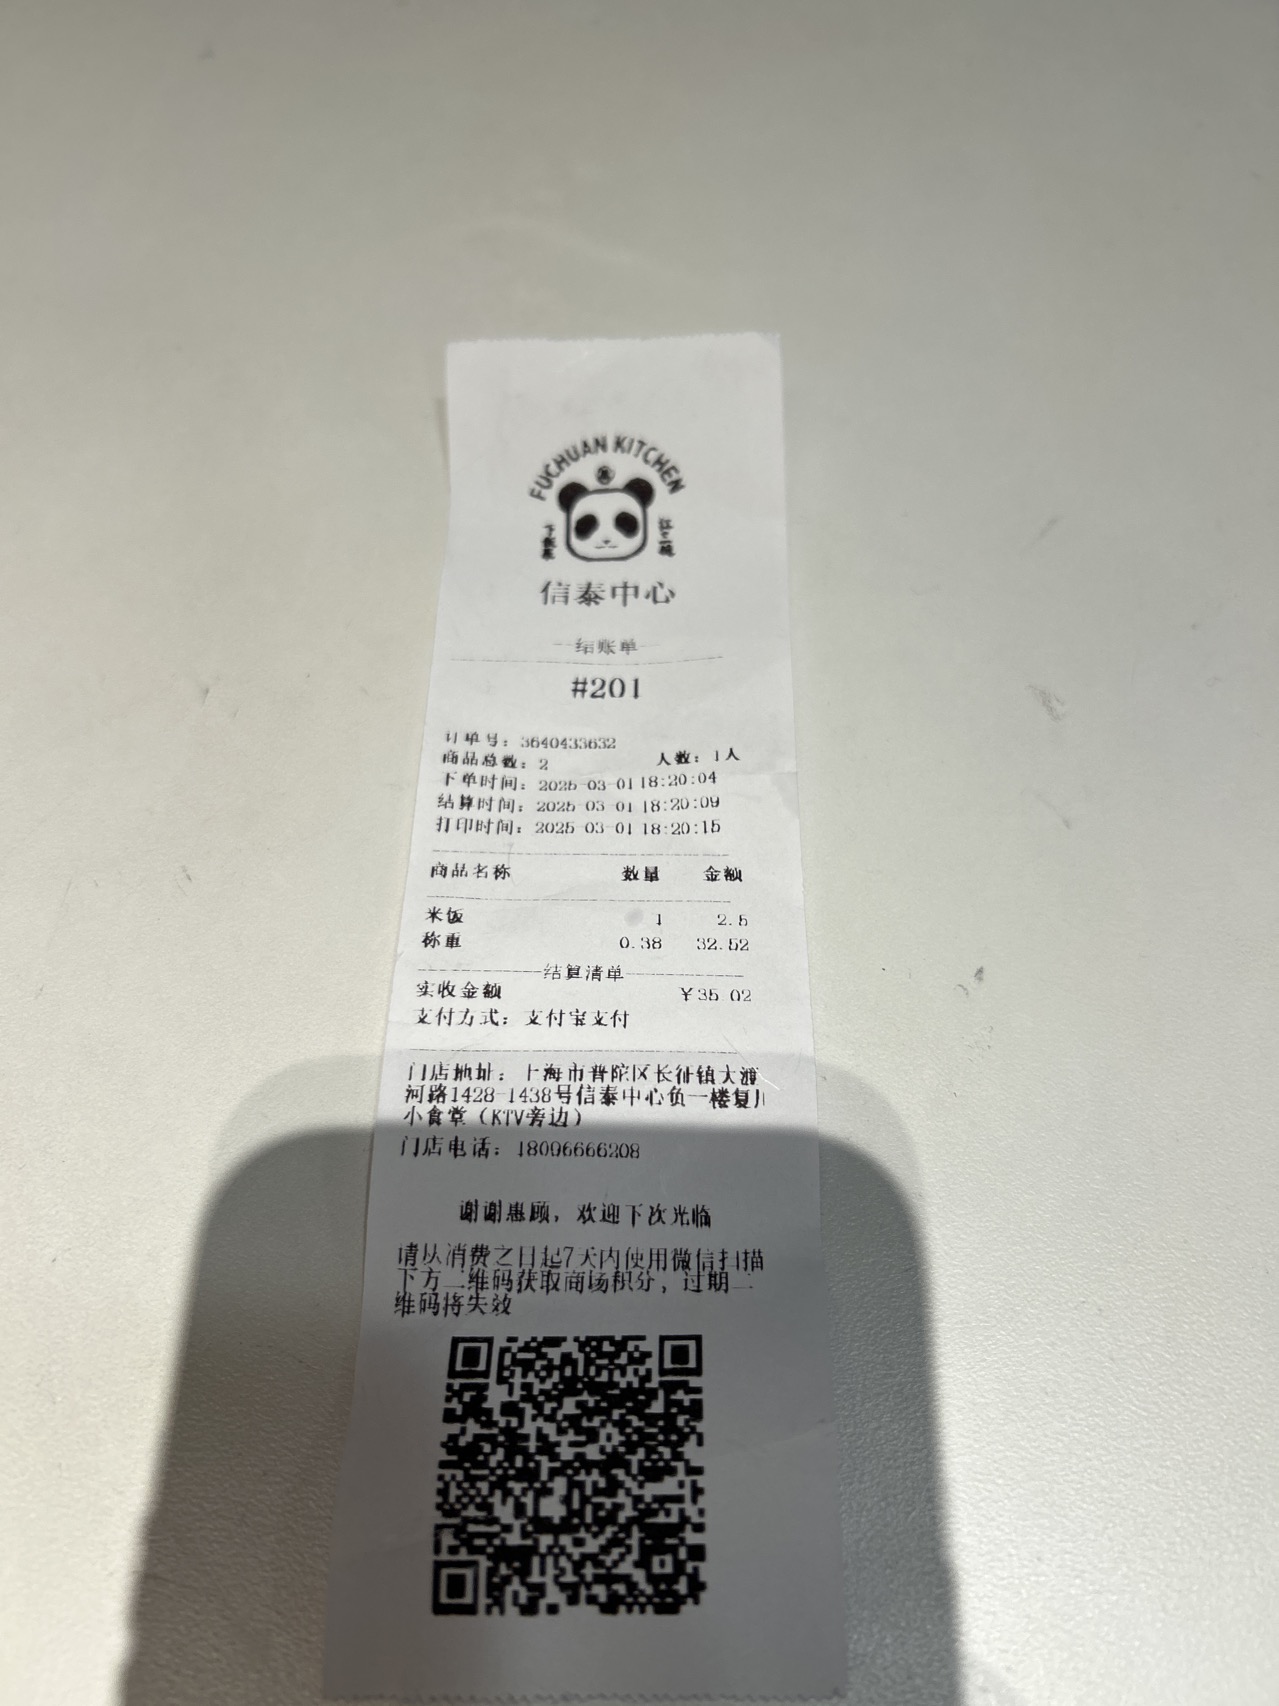 FUCHUAN KITCHEN
下飯菜
江三碗
信泰中心
结账单
#201
订单号：3640433632
商品总数：2 人数：1人
下单时间：2025-03-01 18:20:04
结算时间：2025-03-01 18:20:09
打印时间：2025-03-01 18:20:15
商品名称 数量 金额
米饭 1 2.5
称重 0.38 32.52
结算清单
实收金额 ￥35.02
支付方式：支付宝支付
门店地址：上海市普陀区长征镇大渡
河路1428-1438号信泰中心负一楼复川
小食堂（KTV旁边）
门店电话：18006666208
谢谢惠顾，欢迎下次光临
请从消费之日起7天内使用微信扫描
下方二维码获取商场积分，过期二
维码将失效